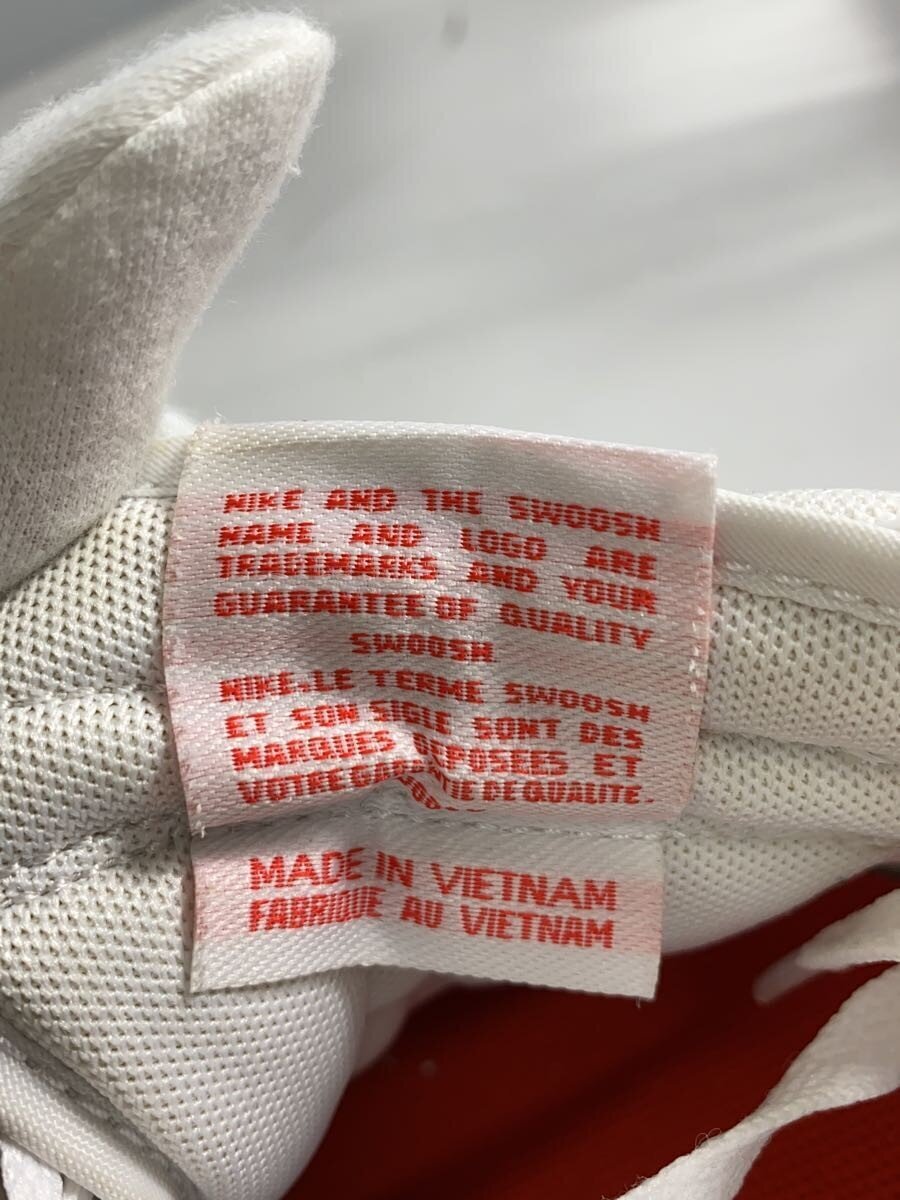 NIKE AND THE SWOOSH
NAME AND LOGO ARE
TRADEMARKS AND YOUR
GUARANTEE OF QUALITY
SWOOSH
NIKE.LE TERME SWOOSH
ET SON SIGLE SONT DES
MARQUES DEPOSEES ET
VOTRE GARANTIE DE QUALITE.
MADE IN VIETNAM
FABRIQUE AU VIETNAM